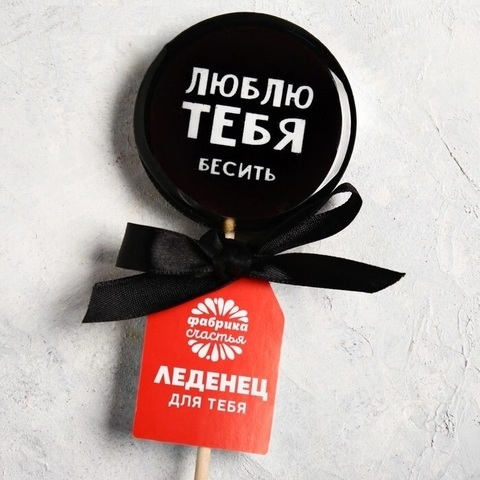 ЛЮБЛЮ
ТЕБЯ
БЕСИТЬ
фабрика
счастья
ЛЕДЕНЕЦ
ДЛЯ ТЕБЯ